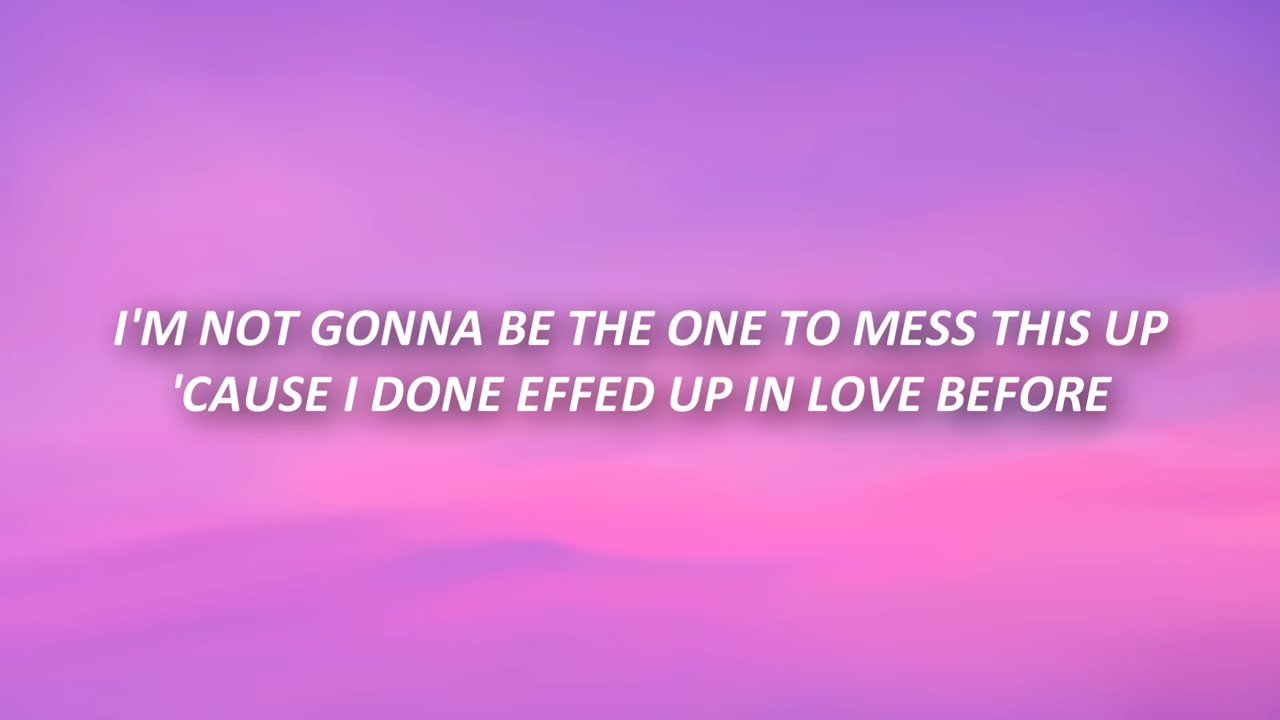 I'M NOT GONNA BE THE ONE TO MESS THIS UP
'CAUSE I DONE EFFED UP IN LOVE BEFORE